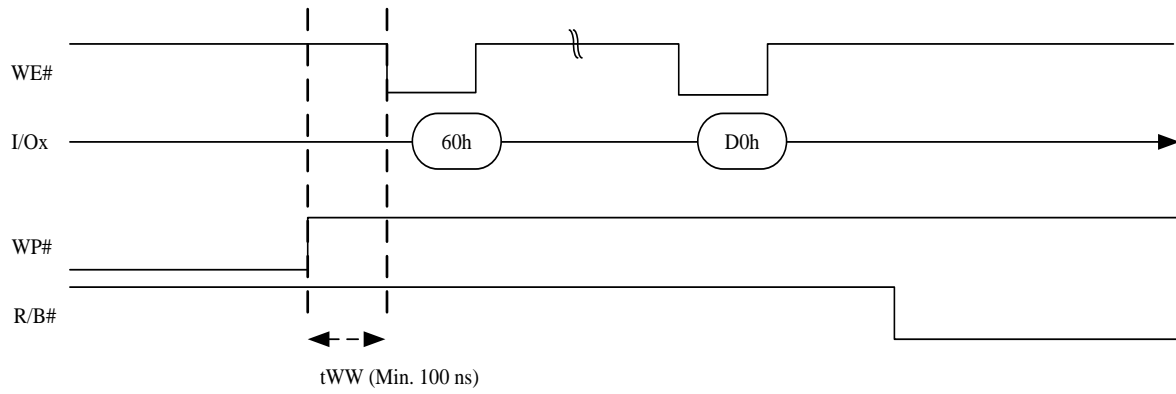 WE#
I/Ox
60h
D0h
WP#
R/B#
tWW (Min. 100 ns)